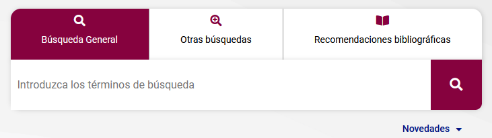 Búsqueda General
Otras búsquedas
Recomendaciones bibliográficas
Introduzca los términos de búsqueda
Novedades